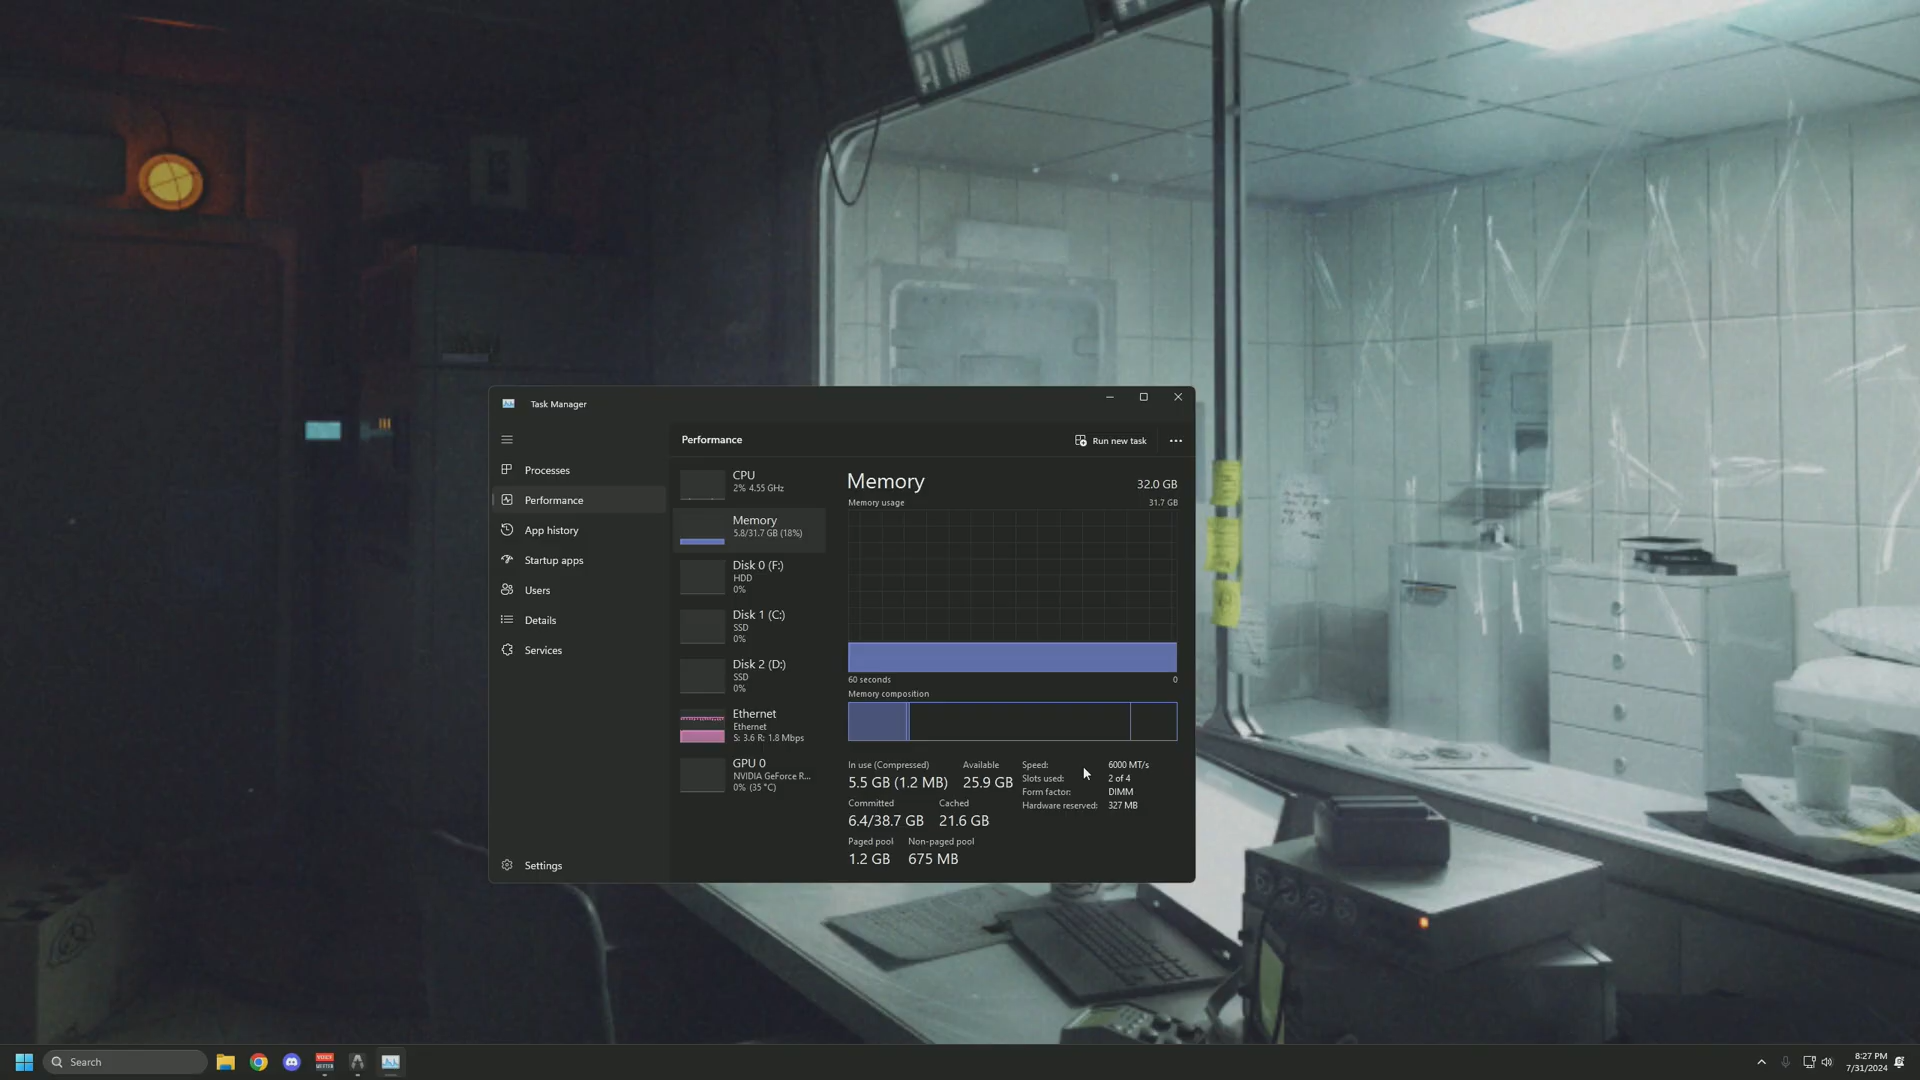 Task Manager
Performance
Run new task
Processes
Performance
App history
Startup apps
Users
Details
Services
Settings
CPU
2% 4.55 GHz
Memory
5.8/31.7 GB (18%)
Disk 0 (F:)
HDD
0%
Disk 1 (C:)
SSD
0%
Disk 2 (D:)
SSD
0%
Ethernet
Ethernet
S: 3.6 R: 1.8 Mbps
GPU 0
NVIDIA GeForce R...
0% (35 °C)
Memory 32.0 GB
Memory usage 31.7 GB
60 seconds 0
Memory composition
In use (Compressed) Available
5.5 GB (1.2 MB) 25.9 GB
Committed Cached
6.4/38.7 GB 21.6 GB
Paged pool Non-paged pool
1.2 GB 675 MB
Speed: 6000 MT/s
Slots used: 2 of 4
Form factor: DIMM
Hardware reserved: 327 MB
Search
8:27 PM
7/31/2024